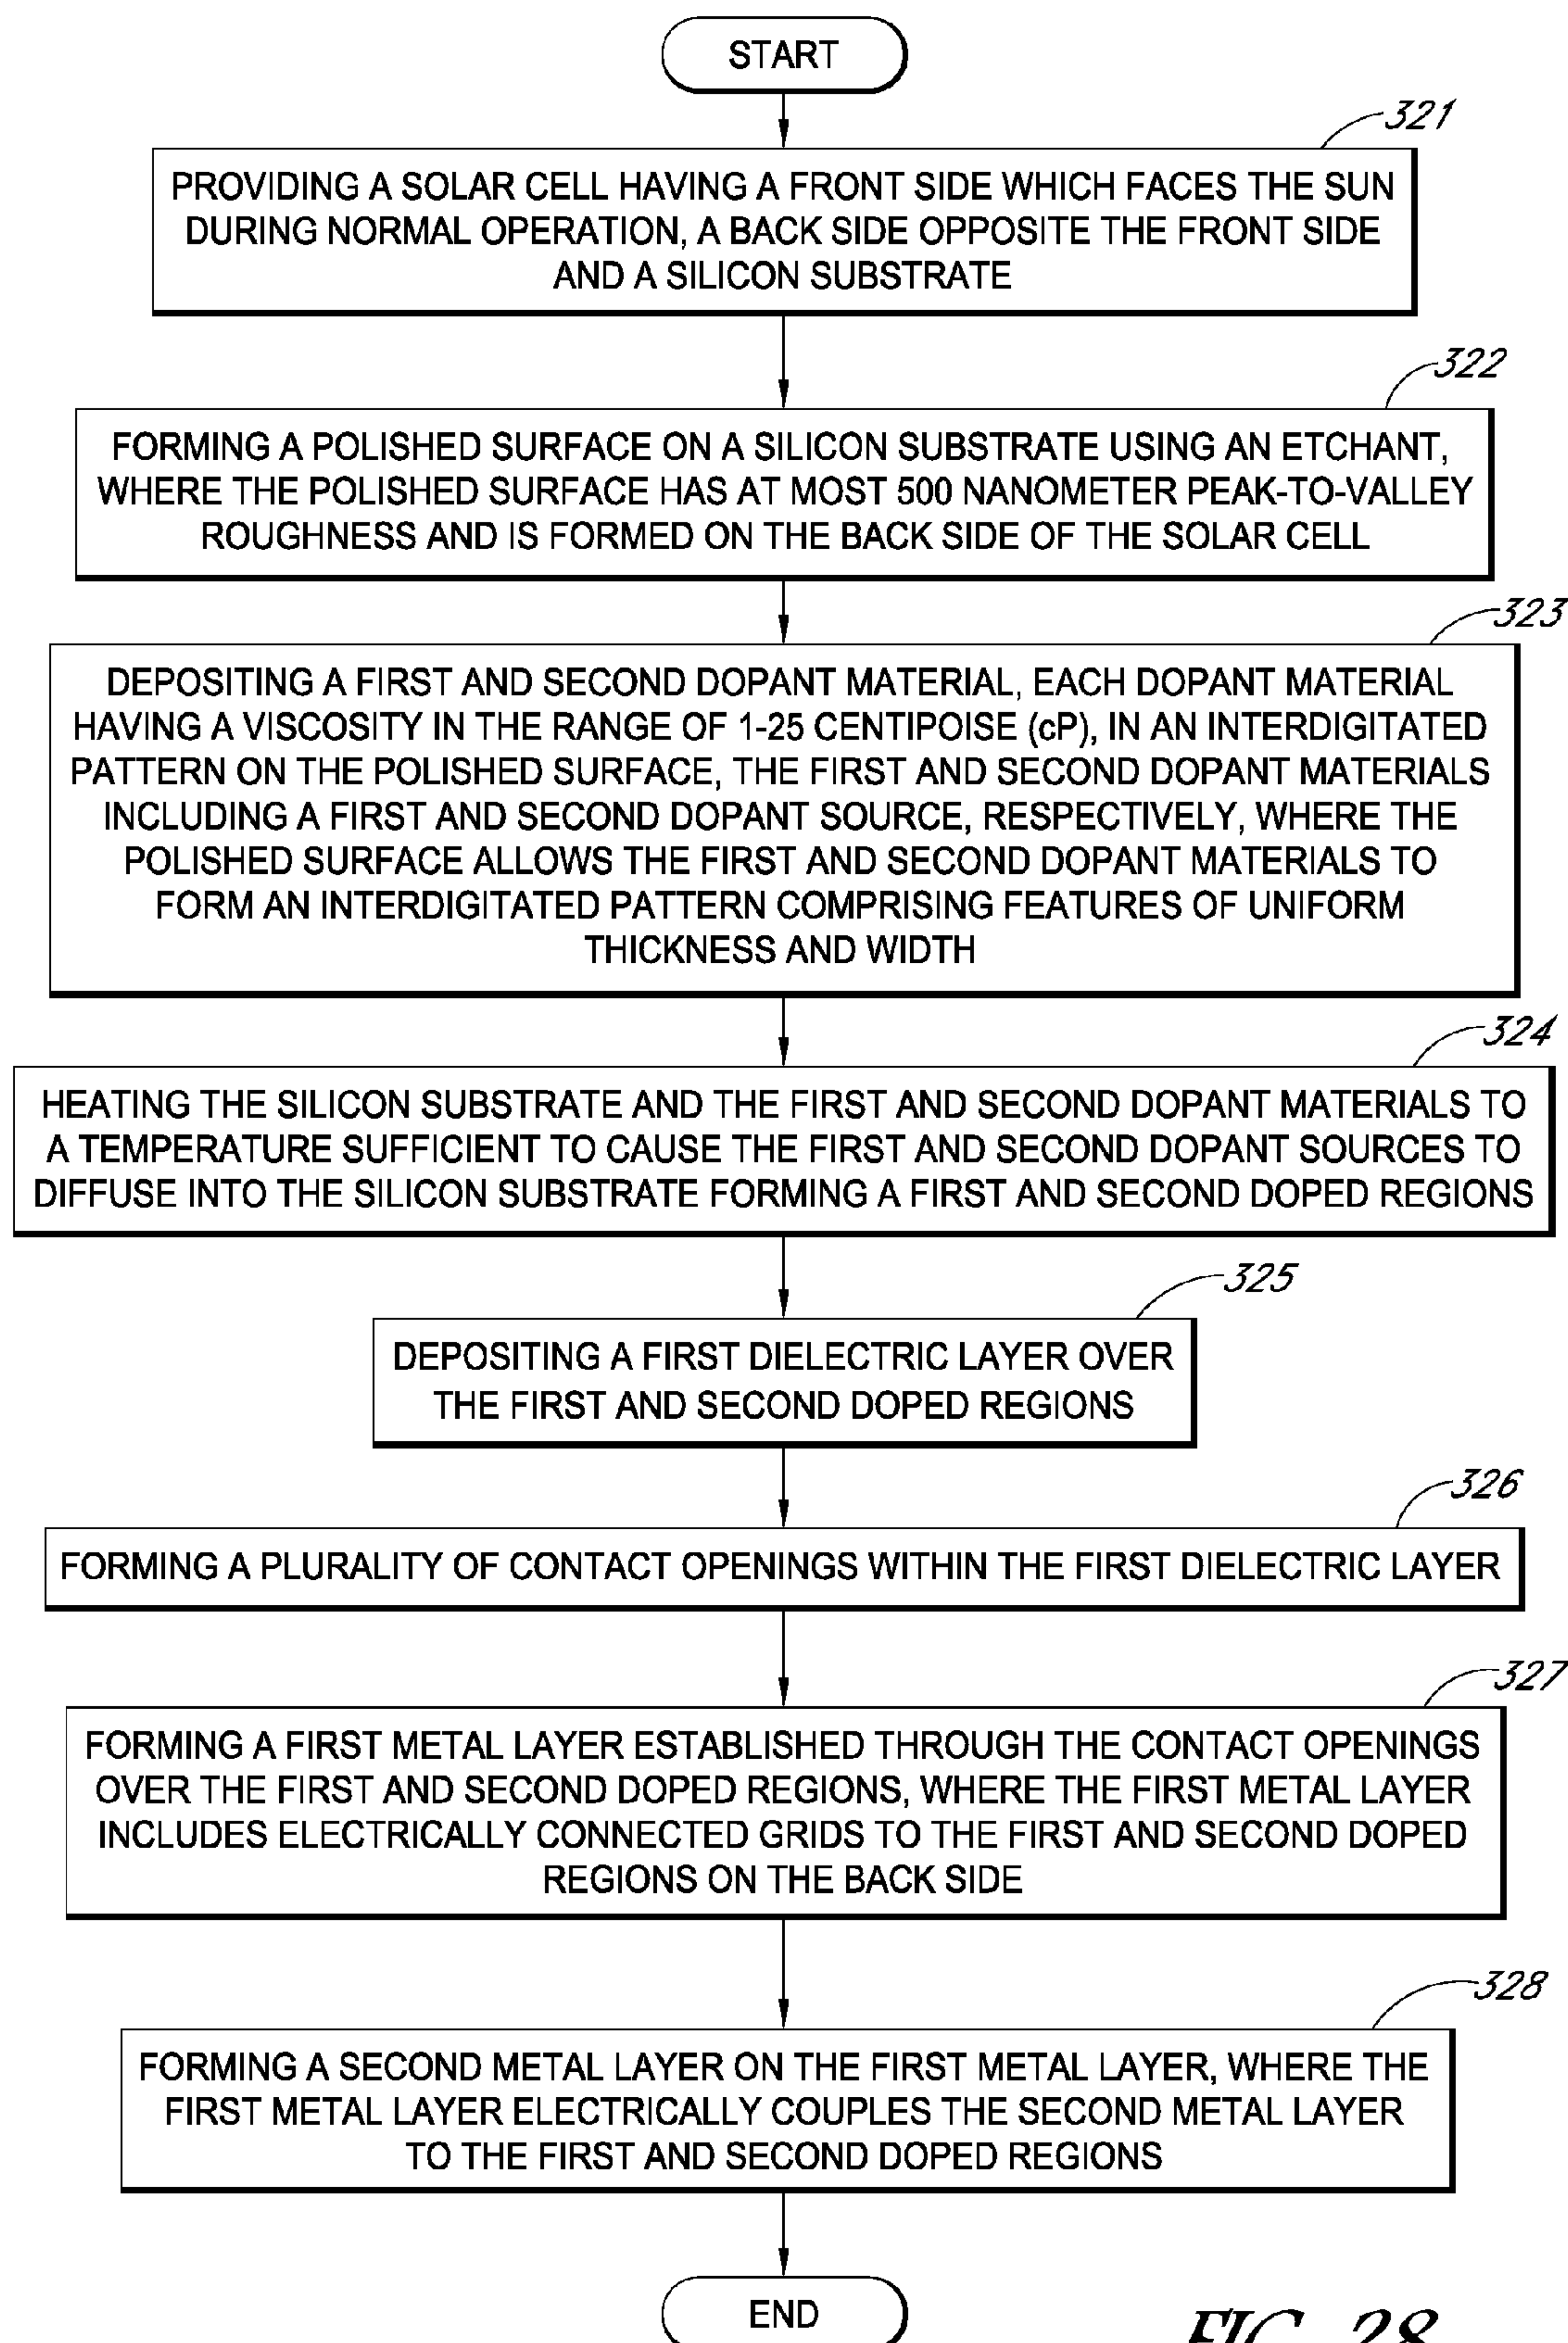 START
321
PROVIDING A SOLAR CELL HAVING A FRONT SIDE WHICH FACES THE SUN
DURING NORMAL OPERATION, A BACK SIDE OPPOSITE THE FRONT SIDE
AND A SILICON SUBSTRATE
322
FORMING A POLISHED SURFACE ON A SILICON SUBSTRATE USING AN ETCHANT,
WHERE THE POLISHED SURFACE HAS AT MOST 500 NANOMETER PEAK-TO-VALLEY
ROUGHNESS AND IS FORMED ON THE BACK SIDE OF THE SOLAR CELL
323
DEPOSITING A FIRST AND SECOND DOPANT MATERIAL, EACH DOPANT MATERIAL
HAVING A VISCOSITY IN THE RANGE OF 1-25 CENTIPOISE (cP), IN AN INTERDIGITATED
PATTERN ON THE POLISHED SURFACE, THE FIRST AND SECOND DOPANT MATERIALS
INCLUDING A FIRST AND SECOND DOPANT SOURCE, RESPECTIVELY, WHERE THE
POLISHED SURFACE ALLOWS THE FIRST AND SECOND DOPANT MATERIALS TO
FORM AN INTERDIGITATED PATTERN COMPRISING FEATURES OF UNIFORM
THICKNESS AND WIDTH
324
HEATING THE SILICON SUBSTRATE AND THE FIRST AND SECOND DOPANT MATERIALS TO
A TEMPERATURE SUFFICIENT TO CAUSE THE FIRST AND SECOND DOPANT SOURCES TO
DIFFUSE INTO THE SILICON SUBSTRATE FORMING A FIRST AND SECOND DOPED REGIONS
325
DEPOSITING A FIRST DIELECTRIC LAYER OVER
THE FIRST AND SECOND DOPED REGIONS
326
FORMING A PLURALITY OF CONTACT OPENINGS WITHIN THE FIRST DIELECTRIC LAYER
327
FORMING A FIRST METAL LAYER ESTABLISHED THROUGH THE CONTACT OPENINGS
OVER THE FIRST AND SECOND DOPED REGIONS, WHERE THE FIRST METAL LAYER
INCLUDES ELECTRICALLY CONNECTED GRIDS TO THE FIRST AND SECOND DOPED
REGIONS ON THE BACK SIDE
328
FORMING A SECOND METAL LAYER ON THE FIRST METAL LAYER, WHERE THE
FIRST METAL LAYER ELECTRICALLY COUPLES THE SECOND METAL LAYER
TO THE FIRST AND SECOND DOPED REGIONS
END
FIG. 28